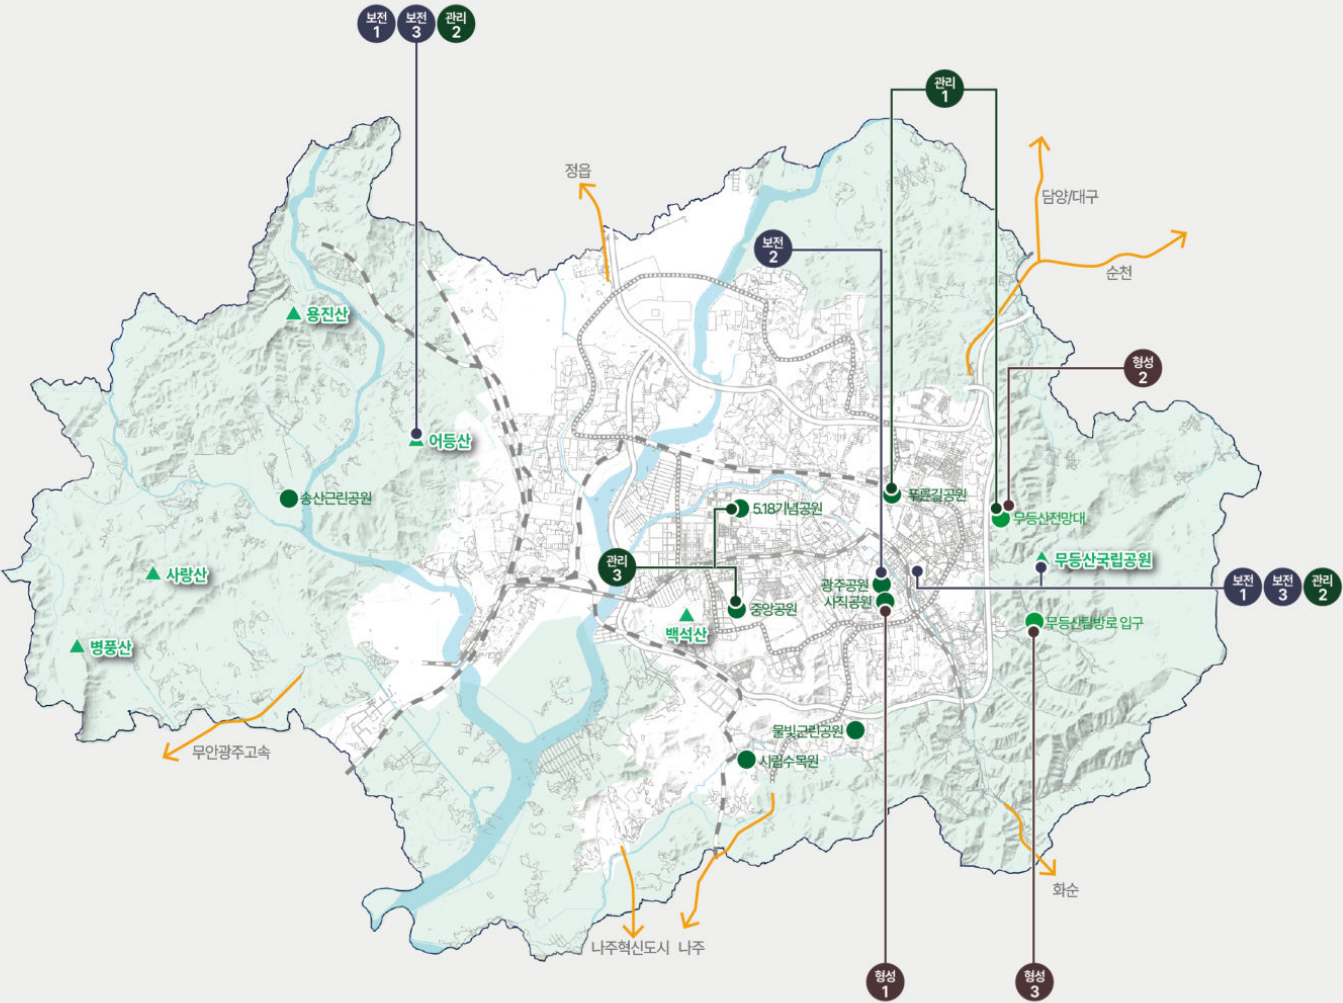 보전
1
보전
3
관리
2
관리
1
정읍
담양/대구
보전
2
순천
용진산
형성
2
어등산
송산근린공원
푸른길공원
5.18기념공원
무등산전망대
관리
3
무등산국립공원
사랑산
광주공원
보전
1
보전
3
관리
2
사직공원
중앙공원
백석산
무등산탐방로 입구
병풍산
물빛근린공원
무안광주고속
시립수목원
화순
나주혁신도시
나주
형성
1
형성
3